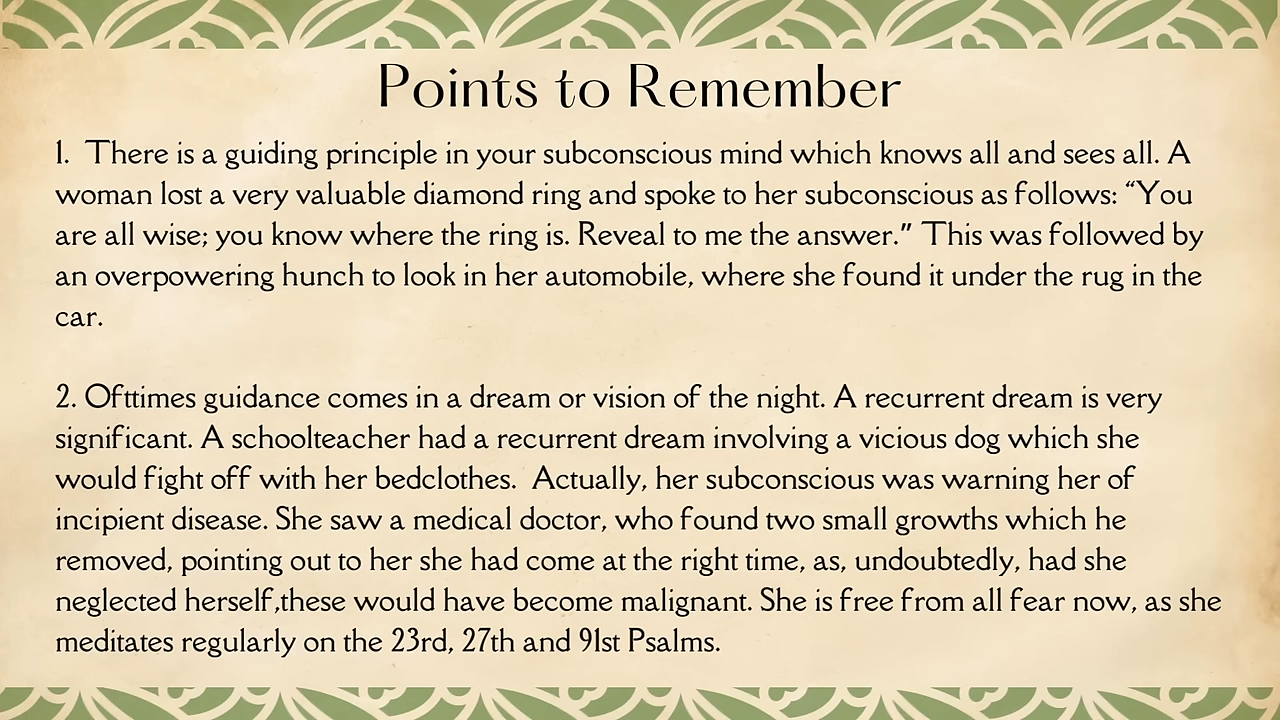 Points to Remember
1.  There is a guiding principle in your subconscious mind which knows all and sees all. A
woman lost a very valuable diamond ring and spoke to her subconscious as follows: “You
are all wise; you know where the ring is. Reveal to me the answer." This was followed by
an overpowering hunch to look in her automobile, where she found it under the rug in the
car.
2. Ofttimes guidance comes in a dream or vision of the night. A recurrent dream is very
significant. A schoolteacher had a recurrent dream involving a vicious dog which she
would fight off with her bedclothes.  Actually, her subconscious was warning her of
incipient disease. She saw a medical doctor, who found two small growths which he
removed, pointing out to her she had come at the right time, as, undoubtedly, had she
neglected herself,these would have become malignant. She is free from all fear now, as she
meditates regularly on the 23rd, 27th and 91st Psalms.